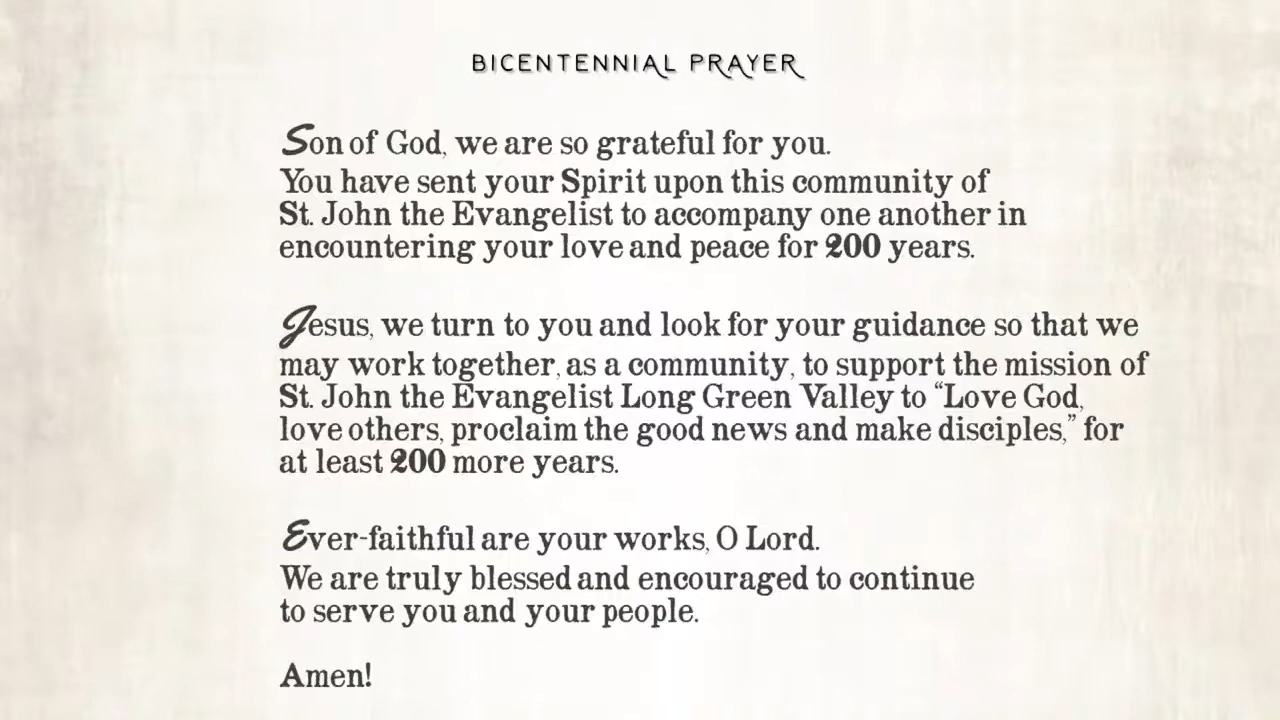 BICENTENNIAL PRAYER
Son of God, we are so grateful for you.
You have sent your Spirit upon this community of
St. John the Evangelist to accompany one another in
encountering your love and peace for 200 years.
Jesus, we turn to you and look for your guidance so that we
may work together, as a community, to support the mission of
St. John the Evangelist Long Green Valley to “Love God,
love others, proclaim the good news and make disciples,” for
at least 200 more years.
Ever-faithful are your works, O Lord.
We are truly blessed and encouraged to continue
to serve you and your people.
Amen!